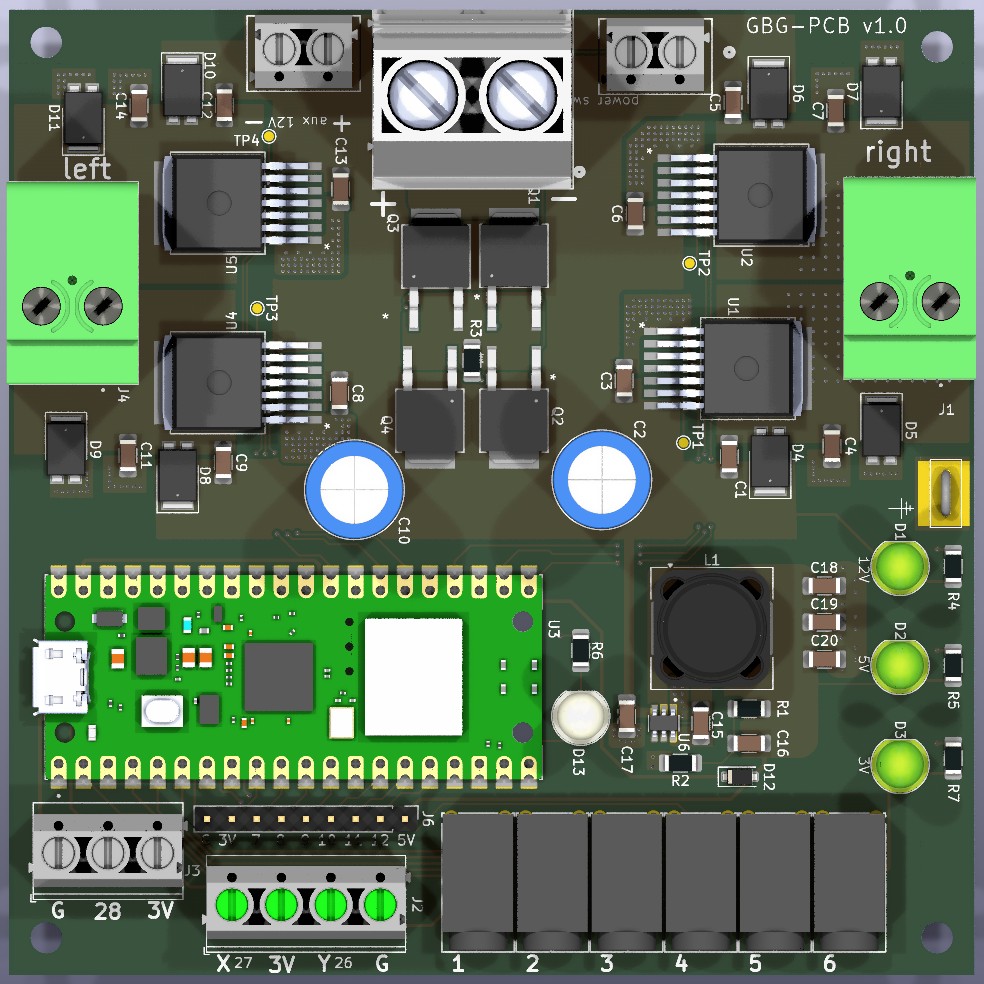 GBG-PCB v1.0
D10
D11
C14
C12
aux 12V
−
+
TP4
C13
power sw
C5
D6
C7
D7
left
right
+
−
Q3
Q1
U5
C6
U2
TP2
TP3
U4
U1
R3
C3
C8
J4
J1
Q4
Q2
C2
TP1
D5
D9
C11
D8
C9
C10
C1
D4
C4
L1
D1
12V
R4
C18
C19
C20
U3
R6
D2
5V
R5
D13
C17
U6
C15
R1
C16
R2
D12
D3
3V
R7
J6
3V
12
5V
J3
G
28
3V
J2
X 27
3V
Y 26
G
1
2
3
4
5
6